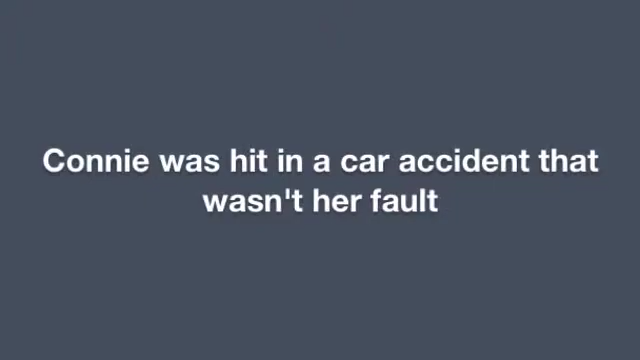 Connie was hit in a car accident that
wasn't her fault